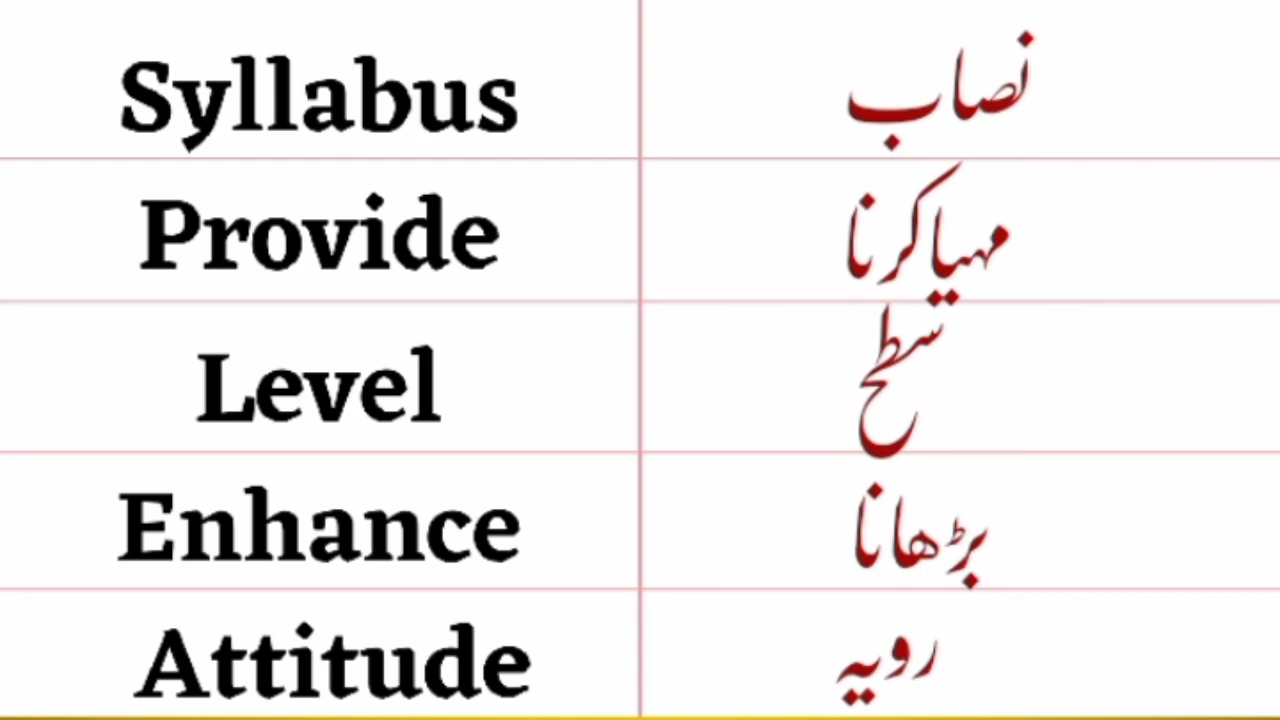 Syllabus نصاب
Provide مہیا کرنا
Level سطح
Enhance بڑھانا
Attitude رویہ